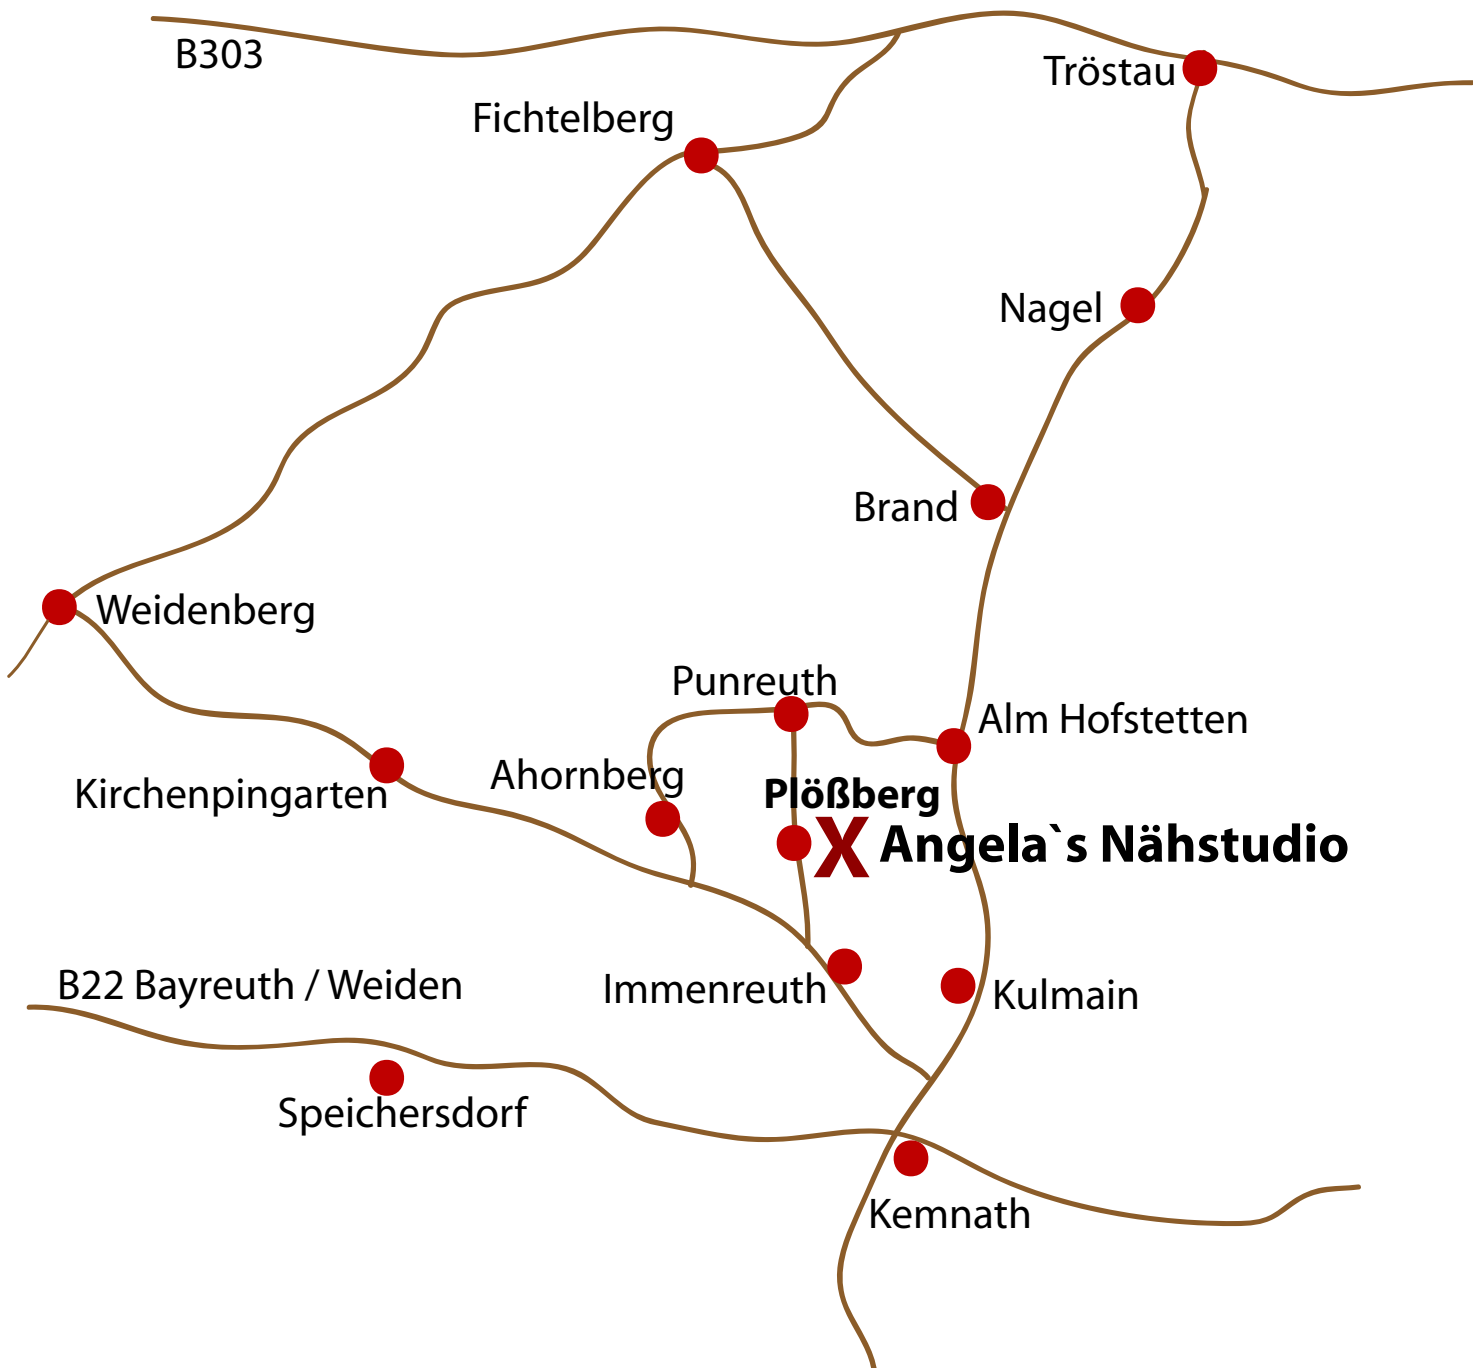 B303
Tröstau
Fichtelberg
Nagel
Brand
Weidenberg
Punreuth
Alm Hofstetten
Ahornberg
Kirchenpingarten
Plößberg
X Angela`s Nähstudio
B22 Bayreuth / Weiden
Immenreuth
Kulmain
Speichersdorf
Kemnath